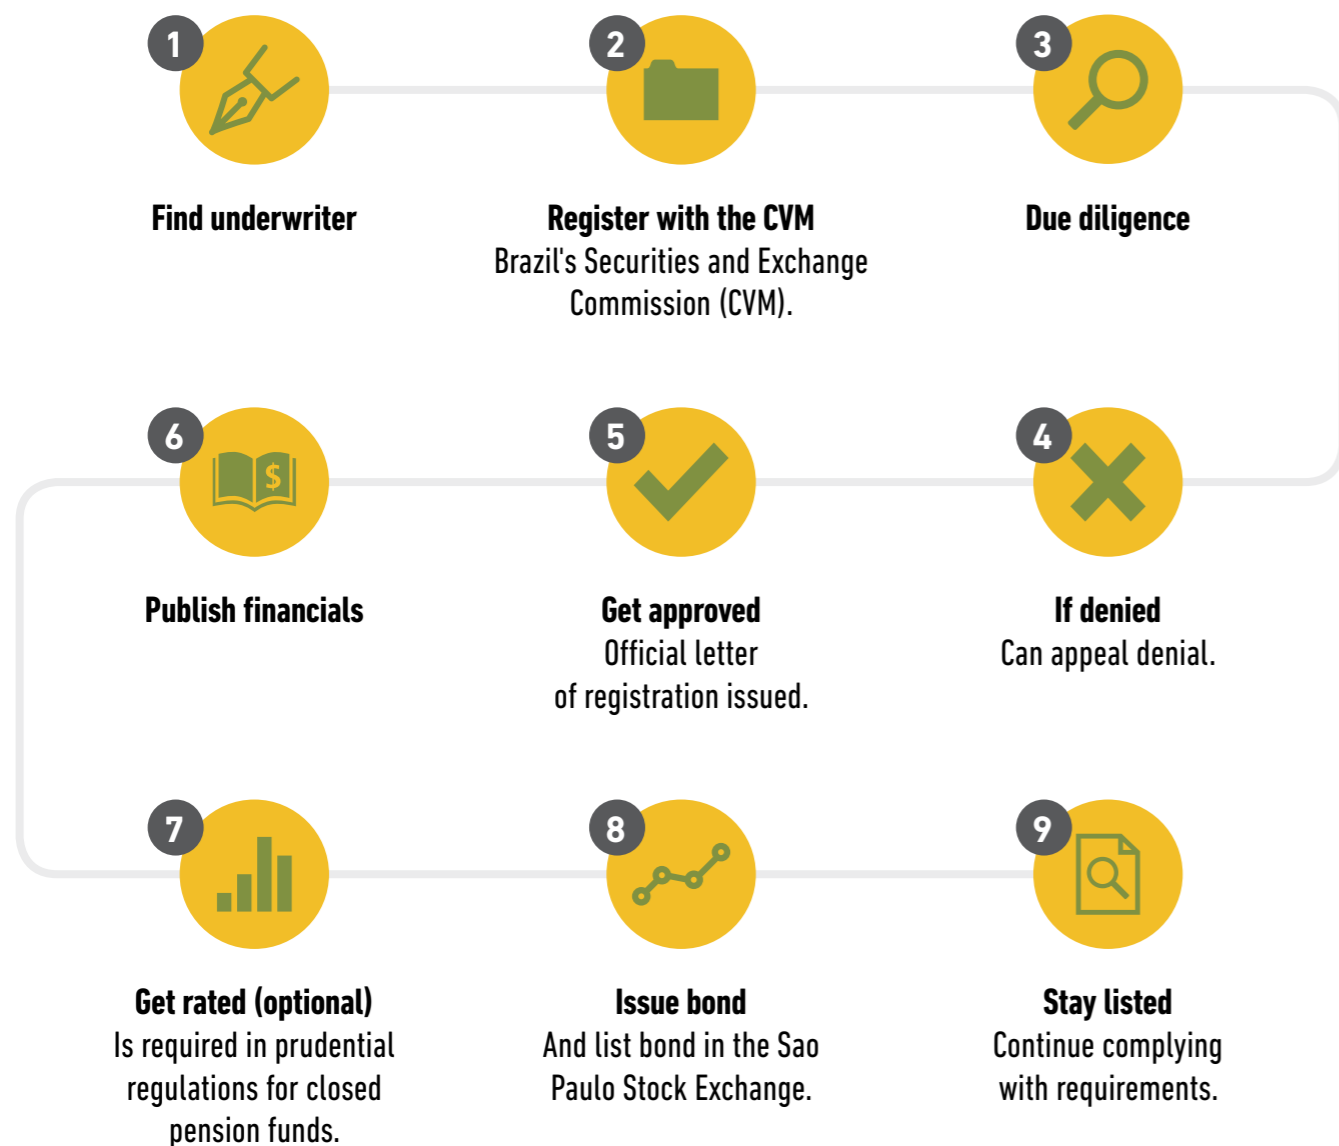 1
Find underwriter
2
Register with the CVM
Brazil's Securities and Exchange
Commission (CVM).
3
Due diligence
4
If denied
Can appeal denial.
5
Get approved
Official letter
of registration issued.
6
$
Publish financials
7
Get rated (optional)
Is required in prudential
regulations for closed
pension funds.
8
Issue bond
And list bond in the Sao
Paulo Stock Exchange.
9
Stay listed
Continue complying
with requirements.